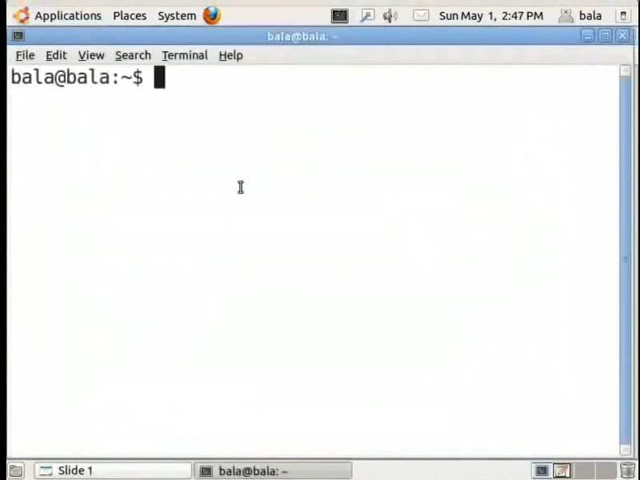 Applications Places System Sun May 1, 2:47 PM bala
bala@bala: ~
File Edit View Search Terminal Help
bala@bala:~$
Slide 1 bala@bala: ~